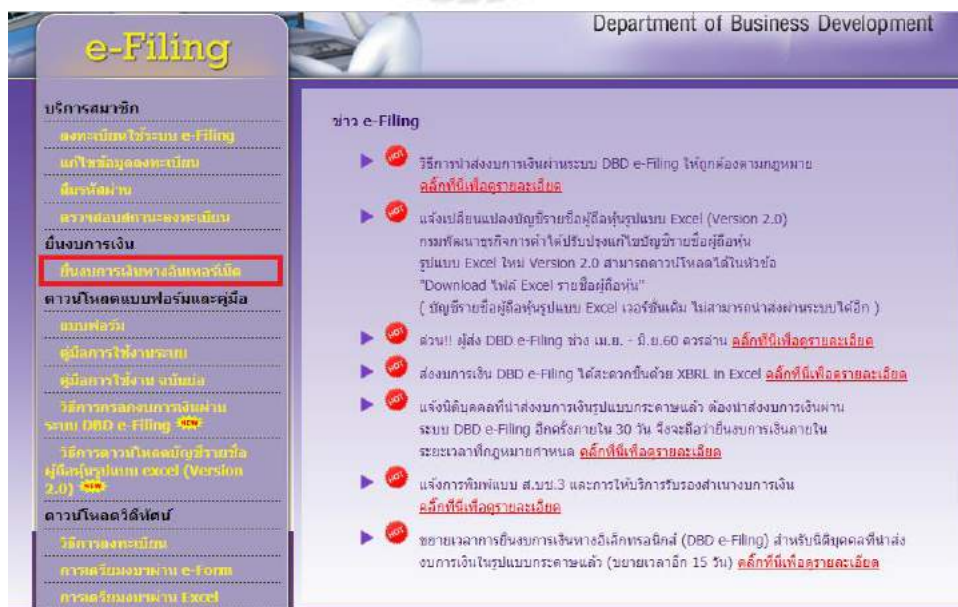 Department of Business Development
e-Filing
บริการสมาชิก
ลงทะเบียนใช้ระบบ e-Filing
แก้ไขข้อมูลลงทะเบียน
ลืมรหัสผ่าน
ตรวจสอบสถานะลงทะเบียน
ยื่นงบการเงิน
ยื่นงบการเงินทางอินเทอร์เน็ต
ดาวน์โหลดแบบฟอร์มและคู่มือ
แบบฟอร์ม
คู่มือการใช้งานระบบ
คู่มือการใช้งาน ฉบับย่อ
วิธีการกรอกงบการเงินผ่าน
ระบบ DBD e-Filing NEW
วิธีการดาวน์โหลดบัญชีรายชื่อ
ผู้ถือหุ้นรูปแบบ excel (Version
2.0) NEW
ดาวน์โหลดวิดีทัศน์
วิธีการลงทะเบียน
การเตรียมงบผ่าน e-Form
การเตรียมงบผ่าน Excel
ข่าว e-Filing
HOT วิธีการนำส่งงบการเงินผ่านระบบ DBD e-Filing ให้ถูกต้องตามกฎหมาย
คลิ๊กที่นี่เพื่อดูรายละเอียด
HOT แจ้งเปลี่ยนแปลงบัญชีรายชื่อผู้ถือหุ้นรูปแบบ Excel (Version 2.0)
กรมพัฒนาธุรกิจการค้าได้ปรับปรุงแก้ไขบัญชีรายชื่อผู้ถือหุ้น
รูปแบบ Excel ใหม่ Version 2.0 สามารถดาวน์โหลดได้ในหัวข้อ
"Download ไฟล์ Excel รายชื่อผู้ถือหุ้น"
( บัญชีรายชื่อผู้ถือหุ้นรูปแบบ Excel เวอร์ชั่นเดิม ไม่สามารถนำส่งผ่านระบบได้อีก )
HOT ด่วน!! ผู้ส่ง DBD e-Filing ช่วง เม.ย. - มิ.ย.60 ควรอ่าน คลิ๊กที่นี่เพื่อดูรายละเอียด
HOT ส่งงบการเงิน DBD e-Filing ได้สะดวกขึ้นด้วย XBRL in Excel คลิ๊กที่นี่เพื่อดูรายละเอียด
HOT แจ้งนิติบุคคลที่นำส่งงบการเงินรูปแบบกระดาษแล้ว ต้องนำส่งงบการเงินผ่าน
ระบบ DBD e-Filing อีกครั้งภายใน 30 วัน จึงจะถือว่ายื่นงบการเงินภายใน
ระยะเวลาที่กฎหมายกำหนด คลิ๊กที่นี่เพื่อดูรายละเอียด
HOT แจ้งการพิมพ์แบบ ส.บช.3 และการให้บริการรับรองสำเนางบการเงิน
คลิ๊กที่นี่เพื่อดูรายละเอียด
HOT ขยายเวลาการยื่นงบการเงินทางอิเล็กทรอนิกส์ (DBD e-Filing) สำหรับนิติบุคคลที่นำส่ง
งบการเงินในรูปแบบกระดาษแล้ว (ขยายเวลาอีก 15 วัน) คลิ๊กที่นี่เพื่อดูรายละเอียด